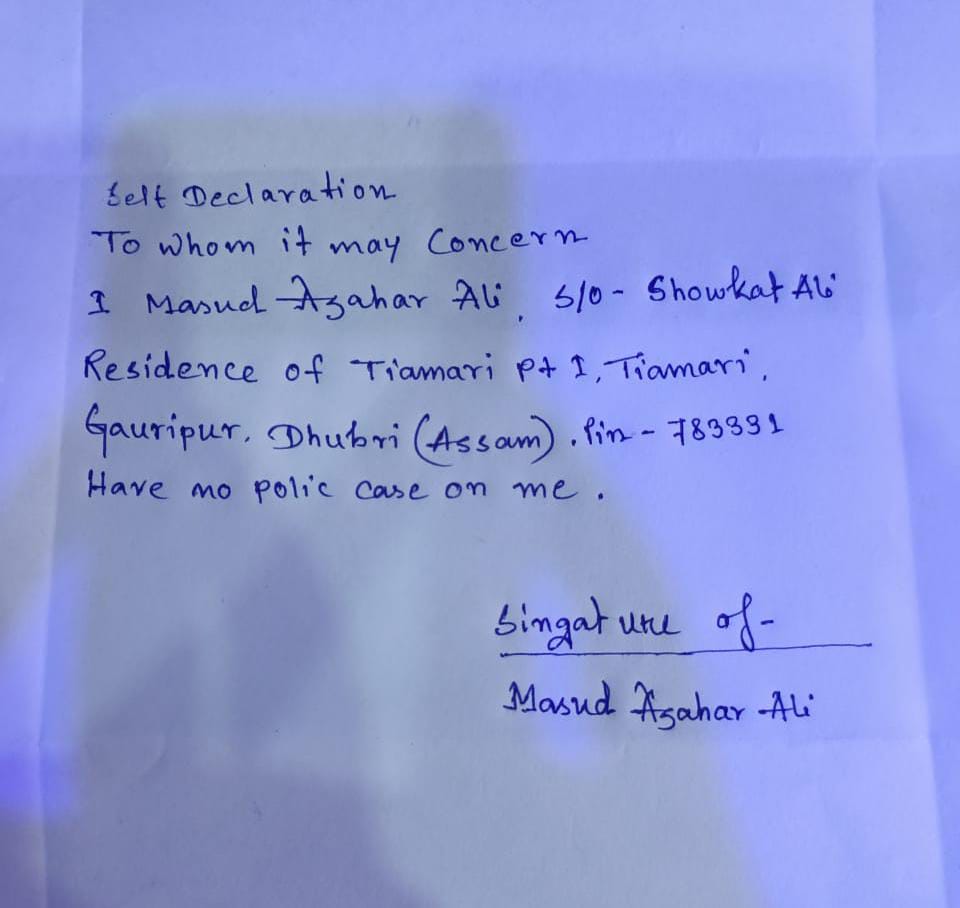 Self Declaration
To whom it may Concern
I Masud Azahar Ali, S/o - Showkat Ali
Residence of Tiamari pt I, Tiamari,
Gauripur, Dhubri (Assam). Pin - 783331
Have no polic case on me.
Singature of -
Masud Azahar Ali